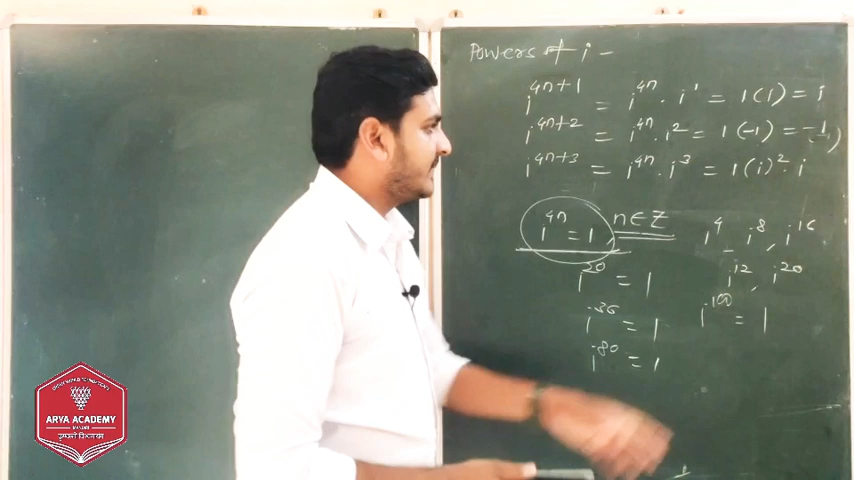 Powers of i -
i^4n+1 = i^4n · i^1 = 1(i) = i
i^4n+2 = i^4n · i^2 = 1(-1) = -1
i^4n+3 = i^4n · i^3 = 1(i)^2 · i
i^4n = 1, n∈Z
i^4, i^8, i^16
i^20 = 1
i^12, i^20
i^36 = 1
i^100 = 1
i^80 = 1
ARYA ACADEMY